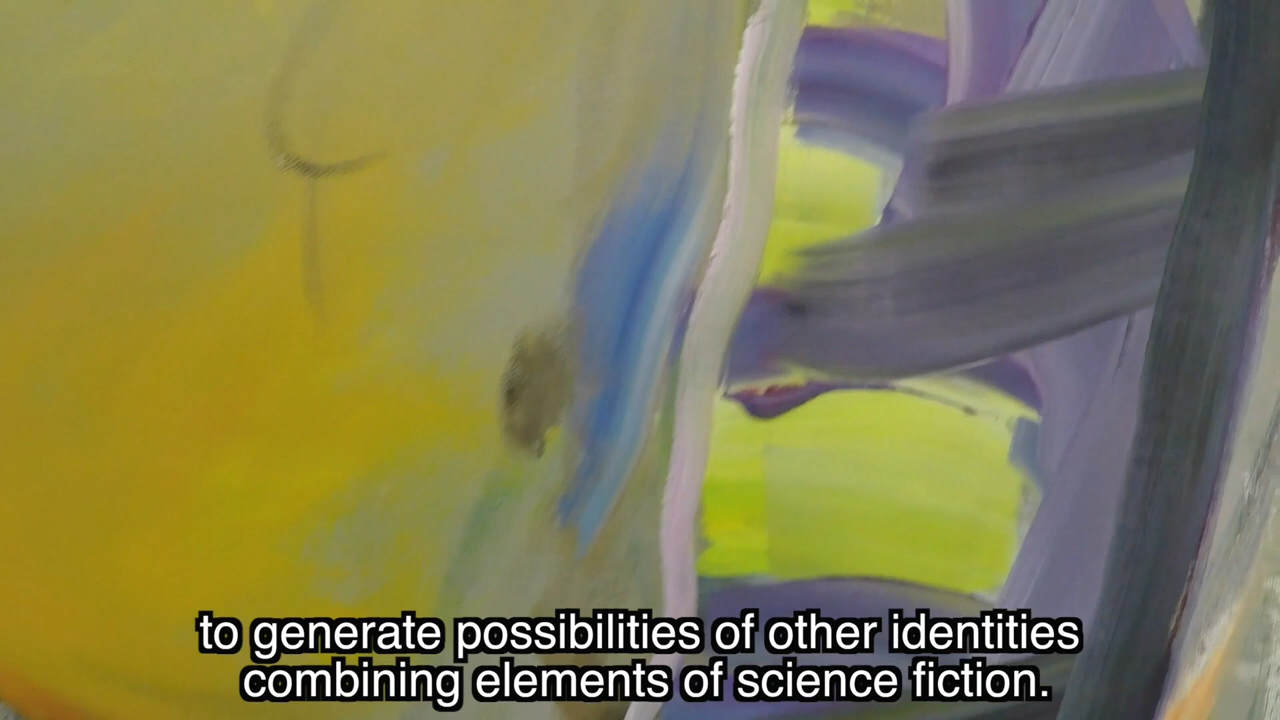 to generate possibilities of other identities
combining elements of science fiction.